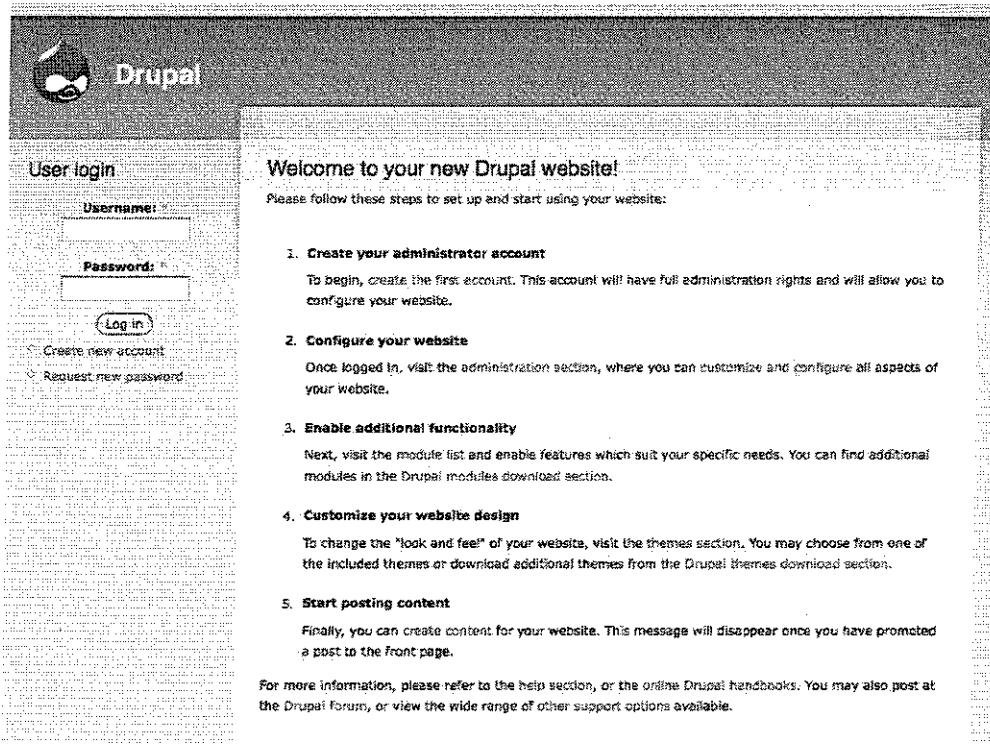 Drupal
User login
Username: *
Password: *
Log in
Create new account
Request new password
Welcome to your new Drupal website!
Please follow these steps to set up and start using your website:
1. Create your administrator account
To begin, create the first account. This account will have full administration rights and will allow you to
configure your website.
2. Configure your website
Once logged in, visit the administration section, where you can customize and configure all aspects of
your website.
3. Enable additional functionality
Next, visit the module list and enable features which suit your specific needs. You can find additional
modules in the Drupal modules download section.
4. Customize your website design
To change the "look and feel" of your website, visit the themes section. You may choose from one of
the included themes or download additional themes from the Drupal themes download section.
5. Start posting content
Finally, you can create content for your website. This message will disappear once you have promoted
a post to the front page.
For more information, please refer to the help section, or the online Drupal handbooks. You may also post at
the Drupal forum, or view the wide range of other support options available.